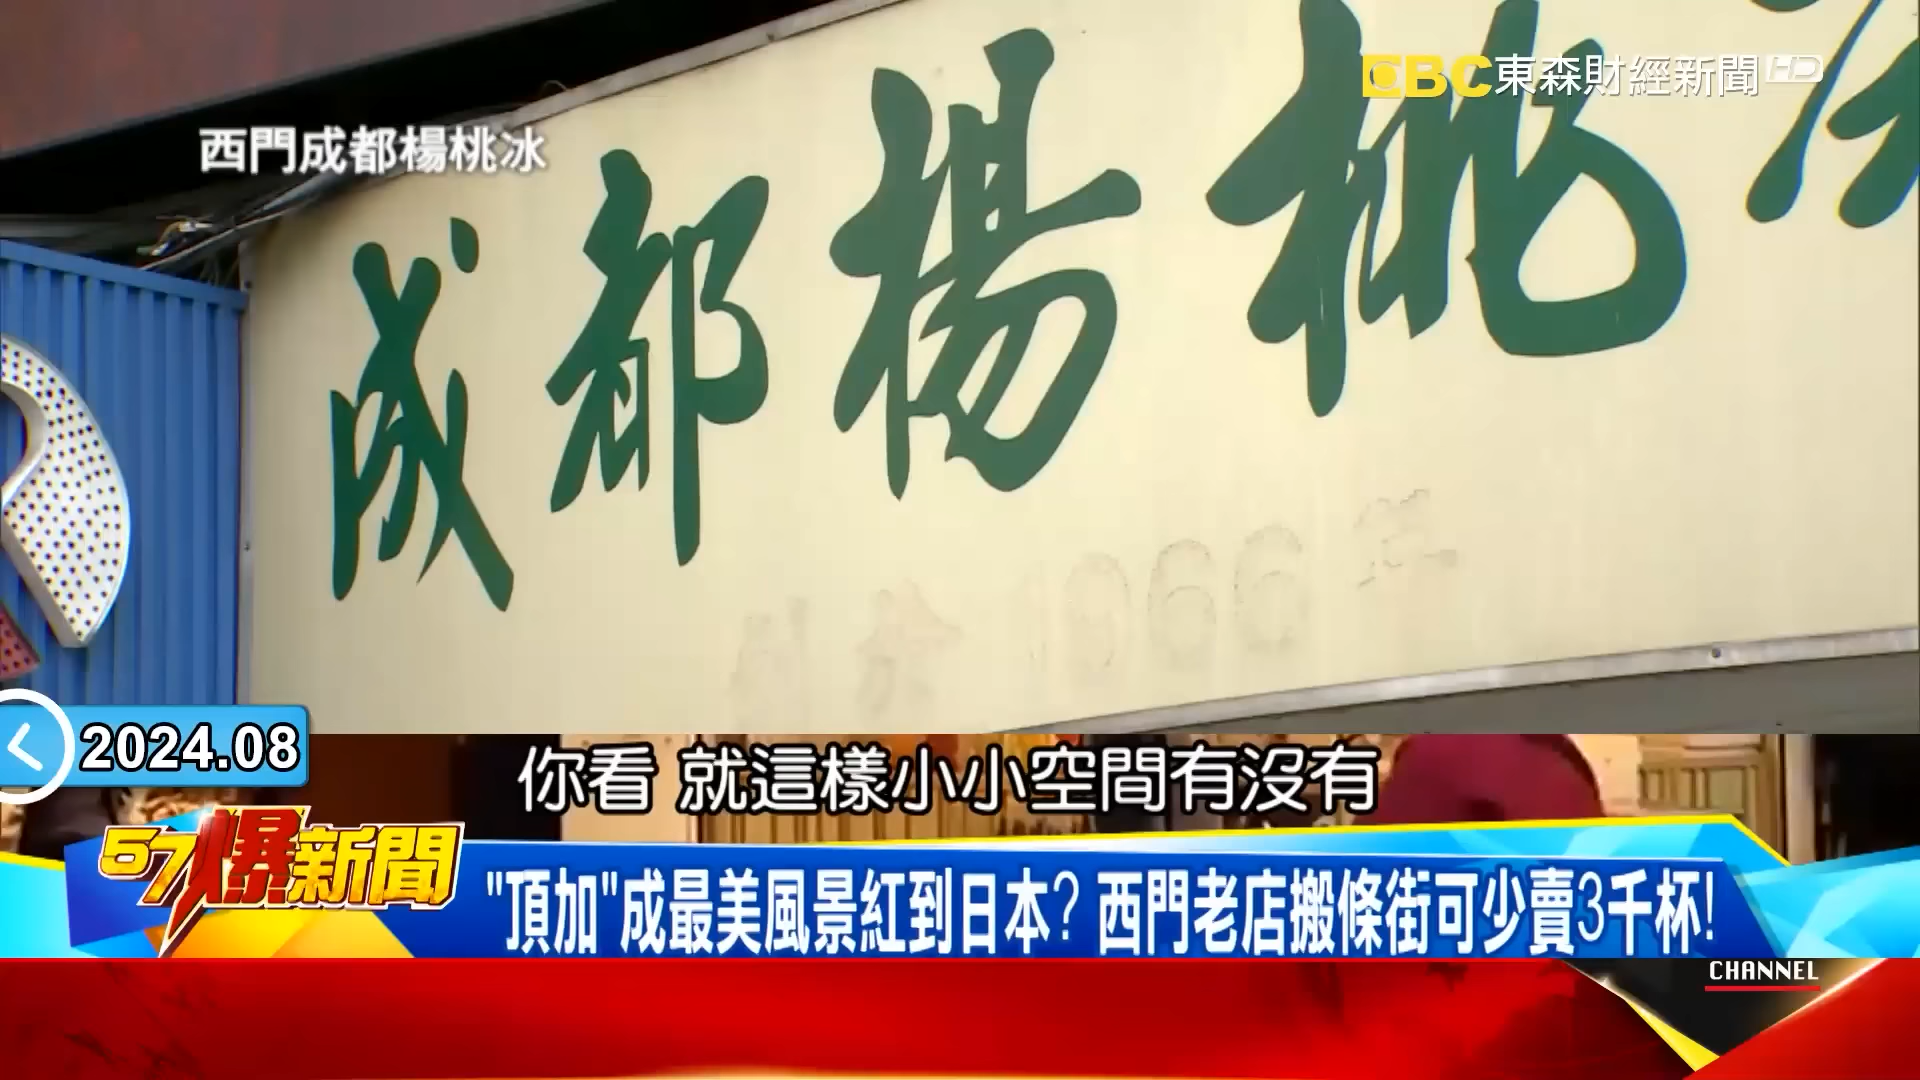 EBC東森財經新聞HD
西門成都楊桃冰
成都楊桃冰
創於1966年
2024.08
你看 就這樣小小空間有沒有
57爆新聞
"頂加"成最美風景紅到日本? 西門老店搬條街可少賣3千杯!
CHANNEL